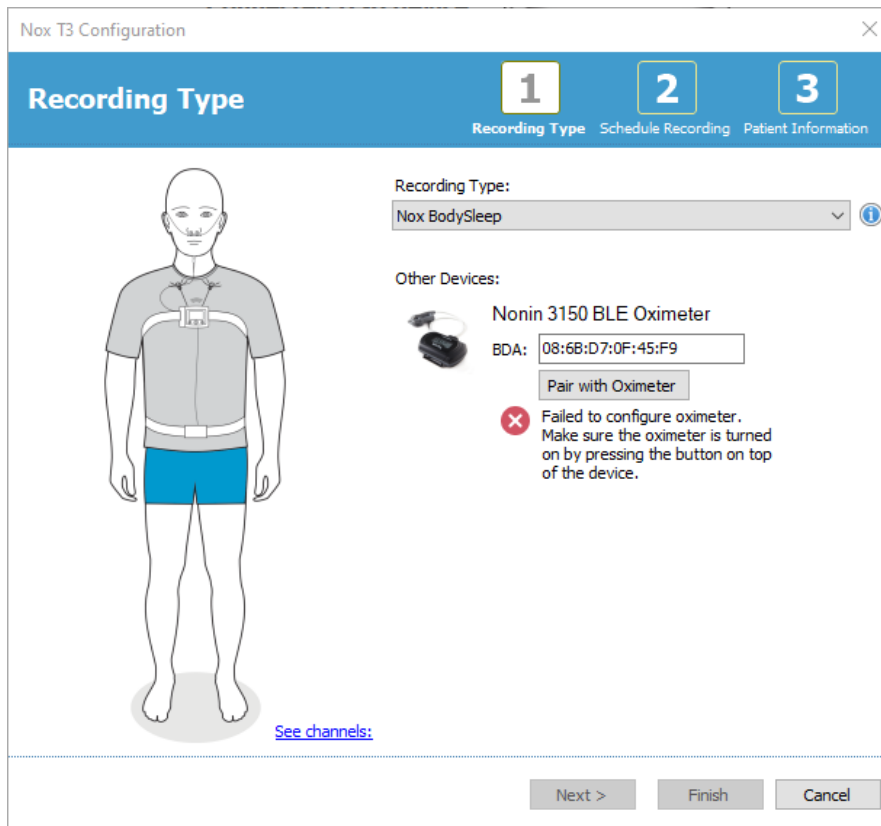 Nox T3 Configuration
Recording Type
1
2
3
Recording Type
Schedule Recording
Patient Information
Recording Type:
Nox BodySleep
Other Devices:
Nonin 3150 BLE Oximeter
BDA: 08:6B:D7:0F:45:F9
Pair with Oximeter
Failed to configure oximeter.
Make sure the oximeter is turned
on by pressing the button on top
of the device.
See channels:
Next >
Finish
Cancel